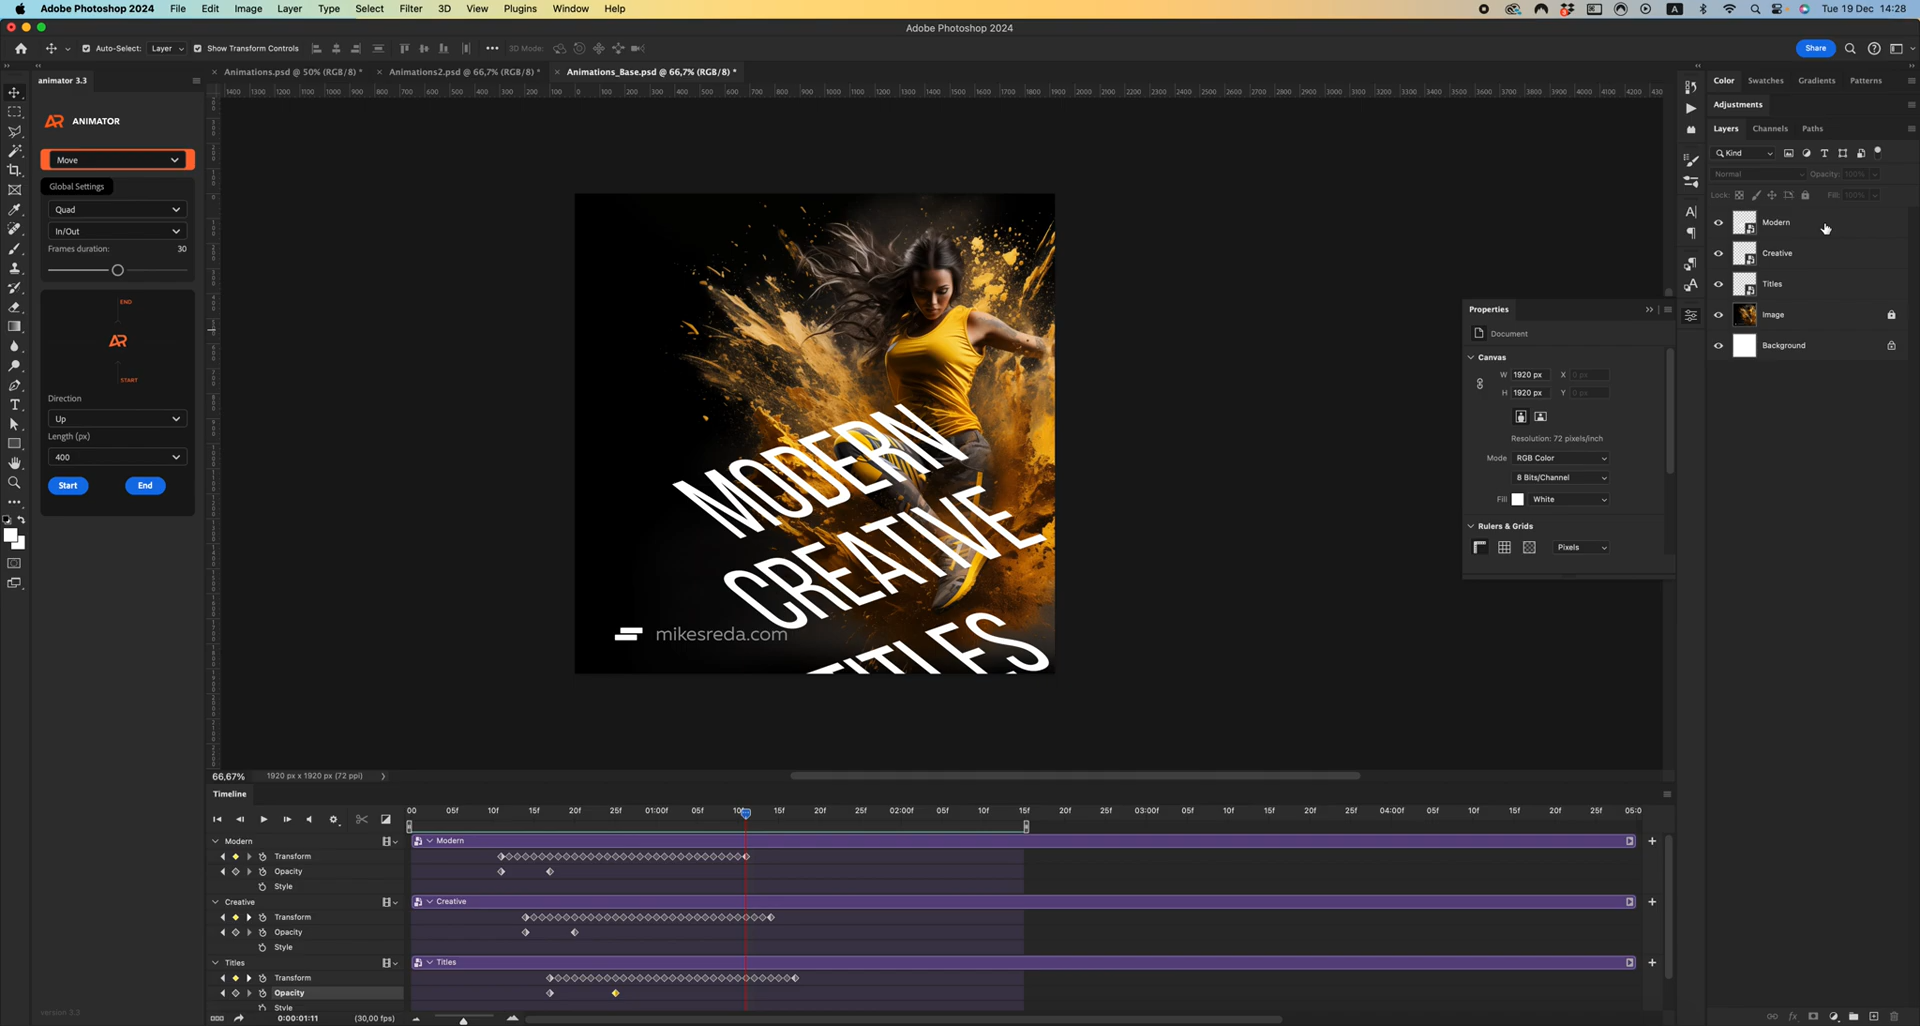 Adobe Photoshop 2024 File Edit Image Layer Type Select Filter 3D View Plugins Window Help
A Tue 19 Dec 14:28
Adobe Photoshop 2024
Auto-Select: Layer Show Transform Controls 3D Mode: Share
Animations.psd @ 50% (RGB/8) * Animations2.psd @ 66,7% (RGB/8) * Animations_Base.psd @ 66,7% (RGB/8) *
animator 3.3
AR ANIMATOR
Move
Global Settings
Quad
In/Out
Frames duration: 30
END
AR
START
Direction
Up
Length (px)
400
Start End
version 3.3
MODERN
CREATIVE
TITLES
mikesreda.com
Properties
Document
Canvas
W 1920 px X 0 px
H 1920 px Y 0 px
Resolution: 72 pixels/inch
Mode RGB Color
8 Bits/Channel
Fill White
Rulers & Grids
Pixels
Color Swatches Gradients Patterns
Adjustments
Layers Channels Paths
Kind
Normal Opacity: 100%
Lock: Fill: 100%
Modern
Creative
Titles
Image
Background
66,67% 1920 px x 1920 px (72 ppi)
Timeline
00 05f 10f 15f 20f 25f 01:00f 05f 10f 15f 20f 25f 02:00f 05f 10f 15f 20f 25f 03:00f 05f 10f 15f 20f 25f 04:00f 05f 10f 15f 20f 25f 05:0
Modern Modern
Transform
Opacity
Style
Creative Creative
Transform
Opacity
Style
Titles Titles
Transform
Opacity
Style
0:00:01:11 (30,00 fps)